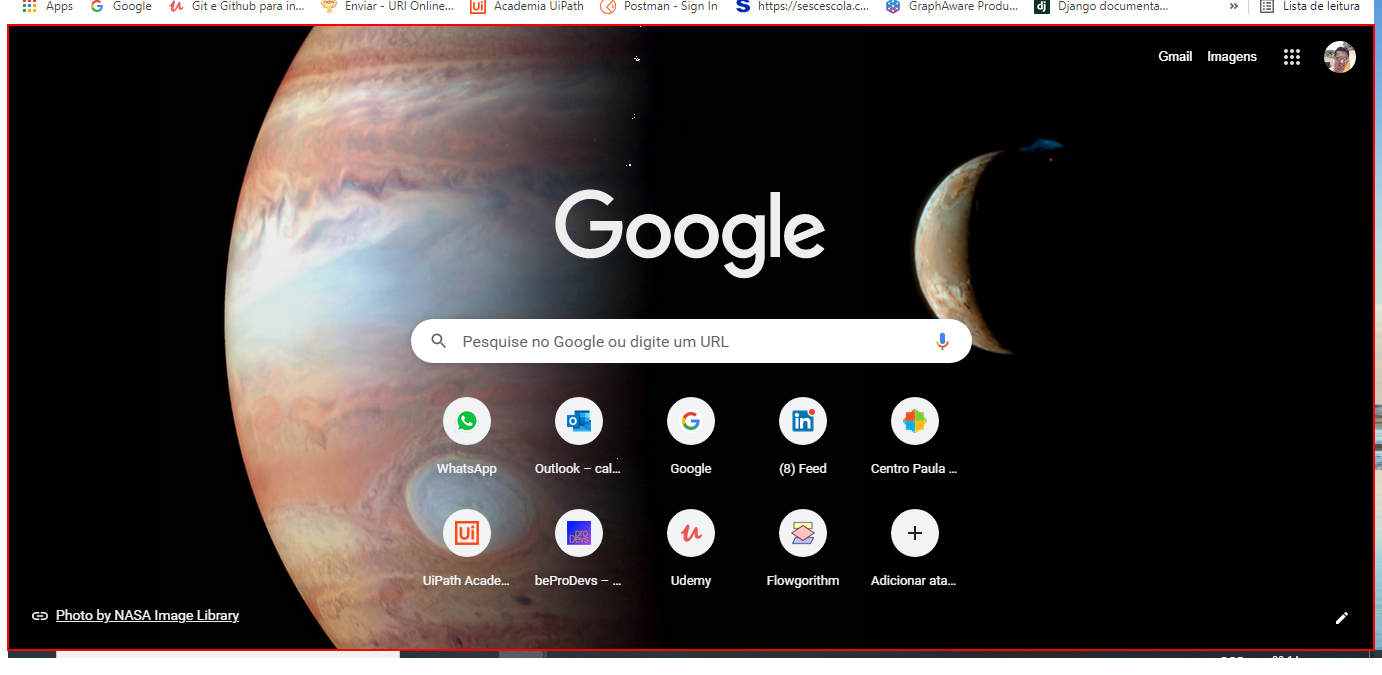 Apps Google Git e Github para in... Enviar - URI Online... Academia UiPath Postman - Sign In https://sescescola.c... GraphAware Produ... Django documenta... » Lista de leitura
Gmail Imagens
Google
Pesquise no Google ou digite um URL
WhatsApp Outlook – cal... Google (8) Feed Centro Paula ...
UiPath Acade... beProDevs – ... Udemy Flowgorithm Adicionar ata...
Photo by NASA Image Library